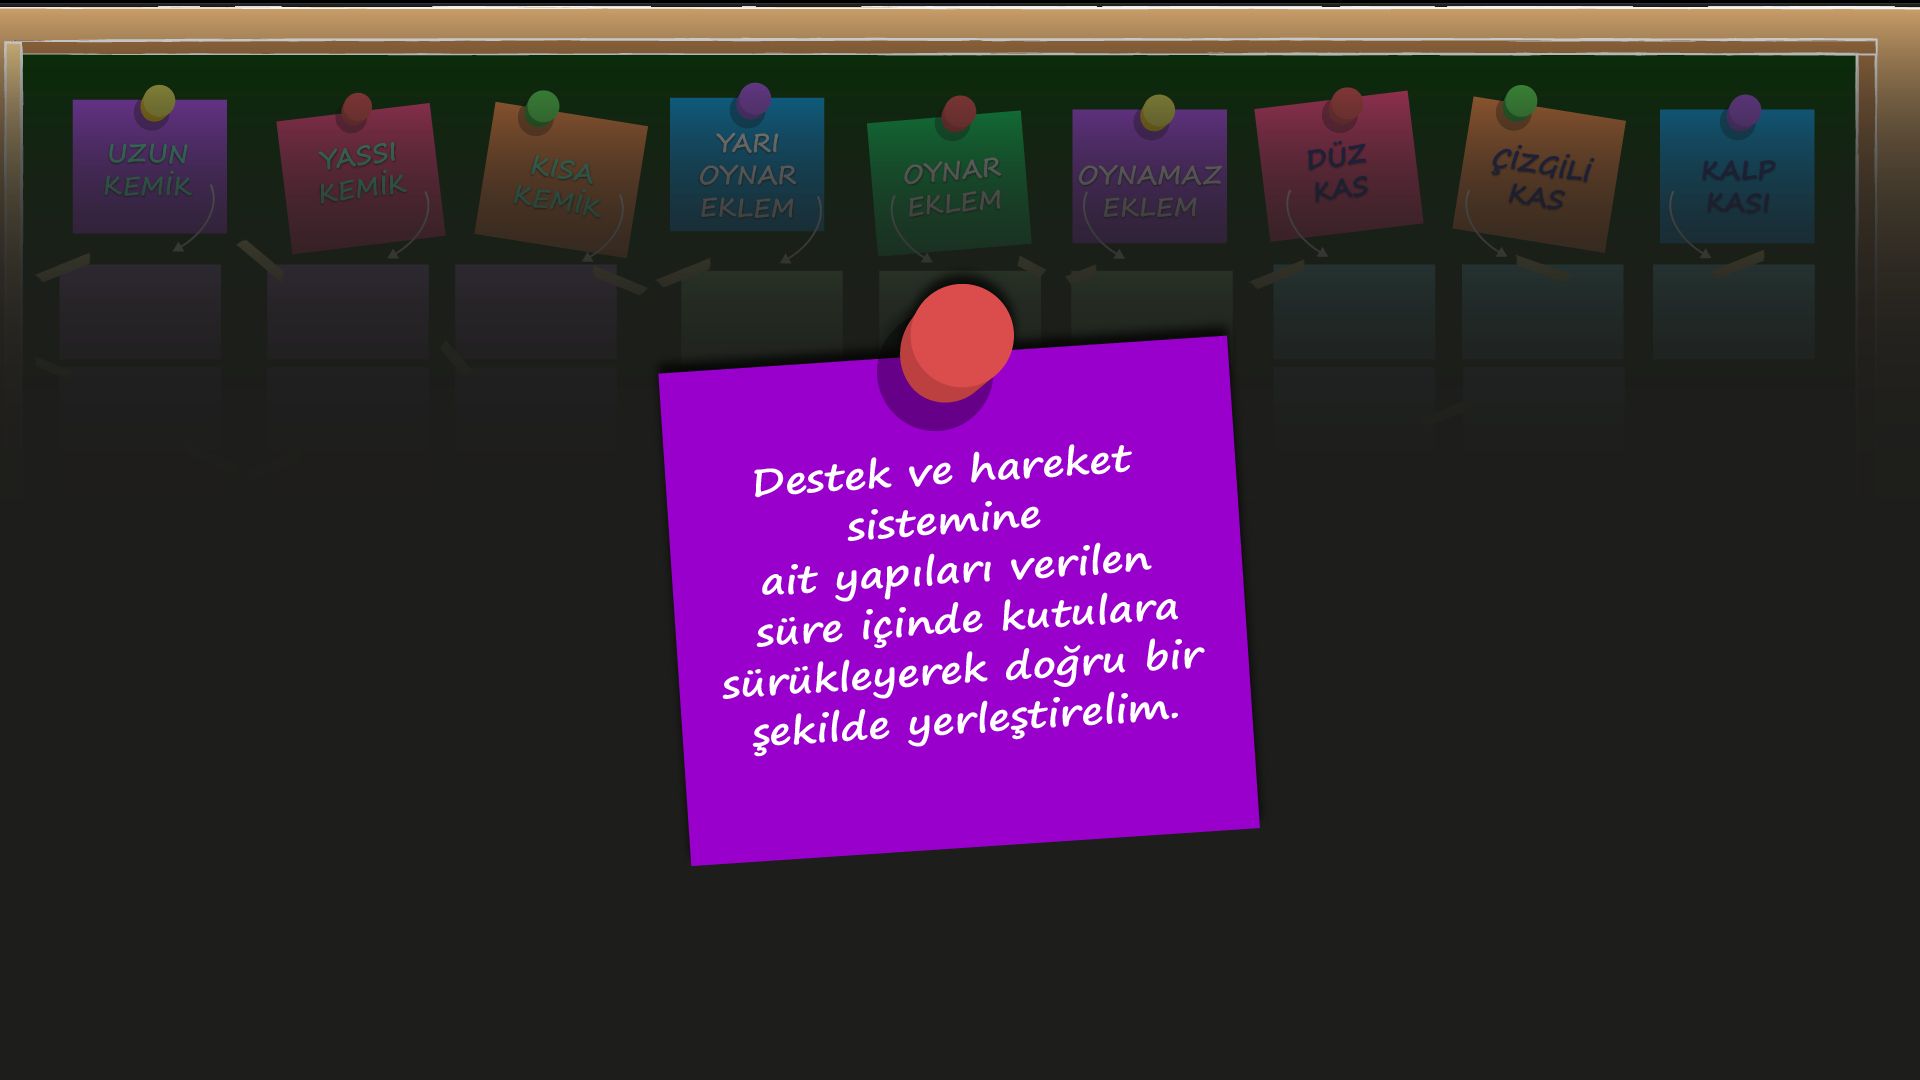 UZUN
KEMİK
YASSI
KEMİK
KISA
KEMİK
YARI
OYNAR
EKLEM
OYNAR
EKLEM
OYNAMAZ
EKLEM
DÜZ
KAS
ÇİZGİLİ
KAS
KALP
KASI
Destek ve hareket
sistemine
ait yapıları verilen
süre içinde kutulara
sürükleyerek doğru bir
şekilde yerleştirelim.